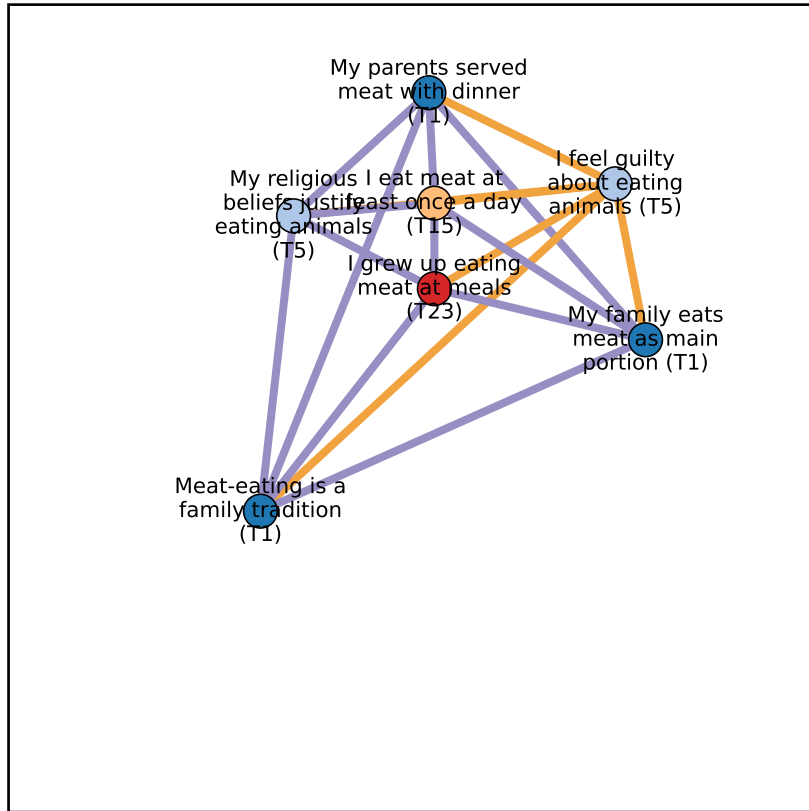 My parents served
meat with dinner
(T1)
I feel guilty
about eating
animals (T5)
My religious
beliefs justify
eating animals
(T5)
I eat meat at
least once a day
(T15)
I grew up eating
meat at meals
(T23)
My family eats
meat as main
portion (T1)
Meat-eating is a
family tradition
(T1)